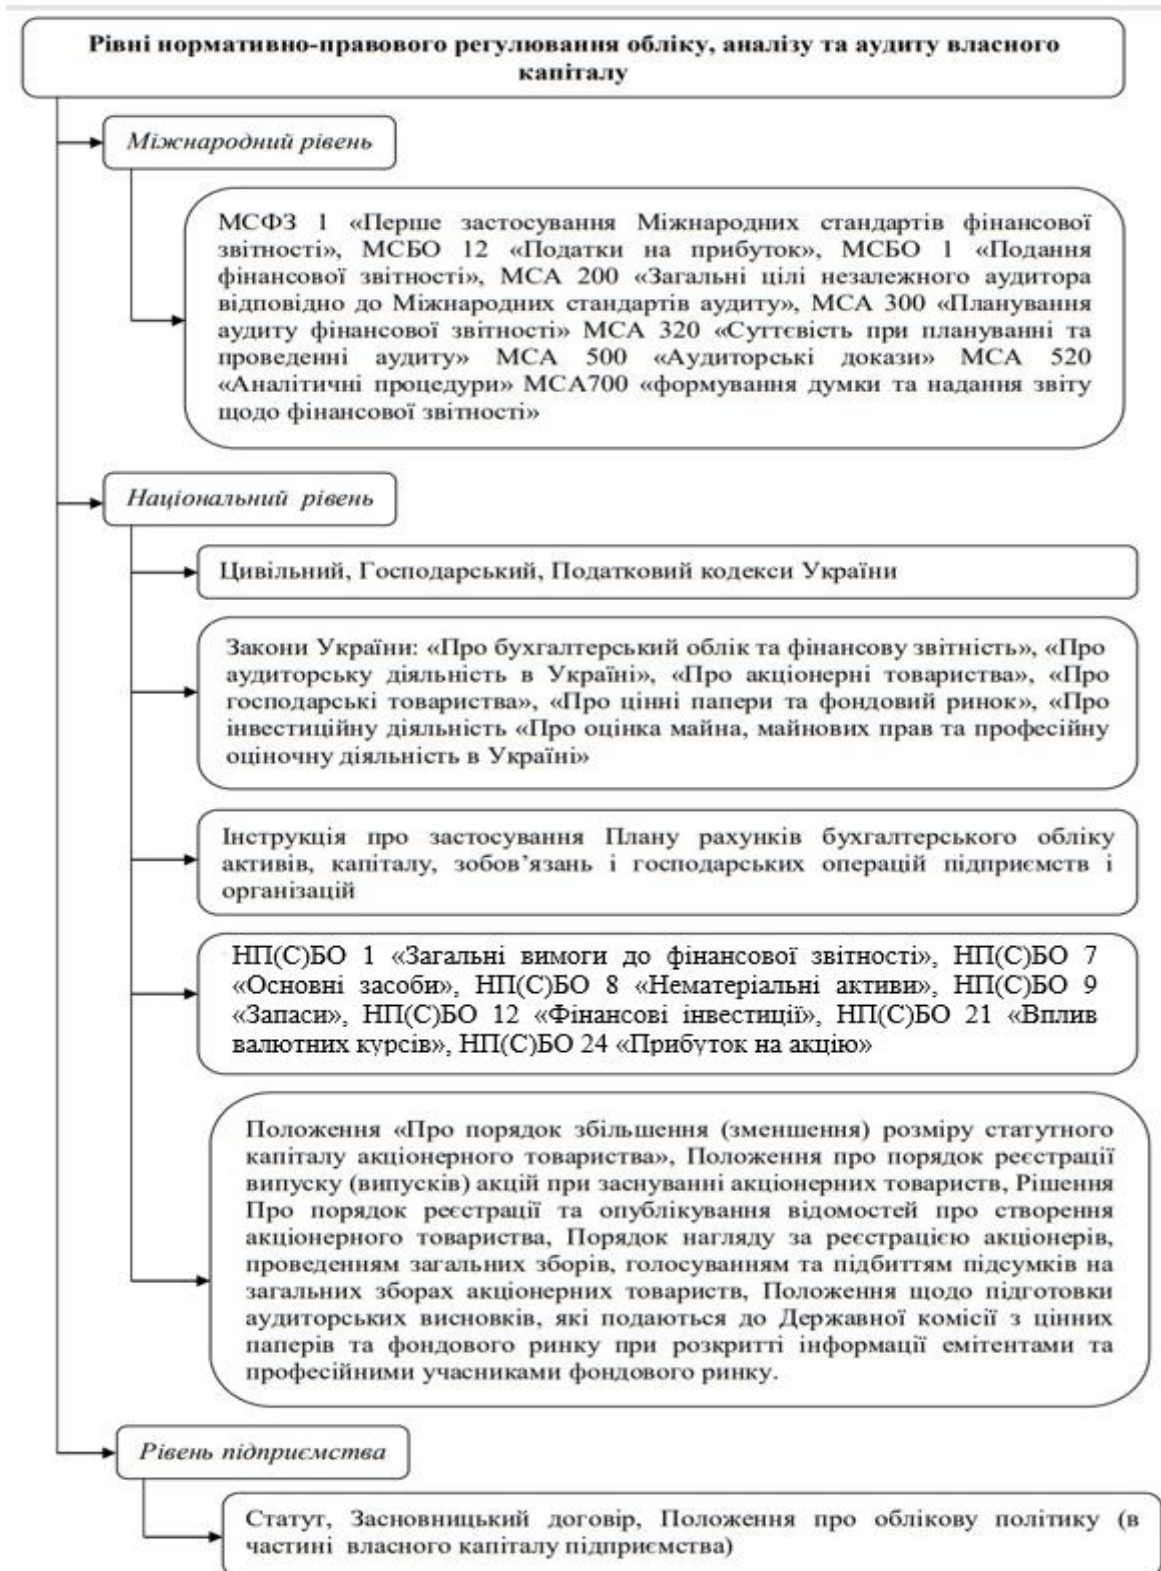 Рівні нормативно-правового регулювання обліку, аналізу та аудиту власного
капіталу
Міжнародний рівень
МСФЗ 1 «Перше застосування Міжнародних стандартів фінансової
звітності», МСБО 12 «Податки на прибуток», МСБО 1 «Подання
фінансової звітності», МСА 200 «Загальні цілі незалежного аудитора
відповідно до Міжнародних стандартів аудиту», МСА 300 «Планування
аудиту фінансової звітності» МСА 320 «Суттєвість при плануванні та
проведенні аудиту» МСА 500 «Аудиторські докази» МСА 520
«Аналітичні процедури» МСА700 «формування думки та надання звіту
щодо фінансової звітності»
Національний рівень
Цивільний, Господарський, Податковий кодекси України
Закони України: «Про бухгалтерський облік та фінансову звітність», «Про
аудиторську діяльність в Україні», «Про акціонерні товариства», «Про
господарські товариства», «Про цінні папери та фондовий ринок», «Про
інвестиційну діяльність «Про оцінка майна, майнових прав та професійну
оціночну діяльність в Україні»
Інструкція про застосування Плану рахунків бухгалтерського обліку
активів, капіталу, зобов’язань і господарських операцій підприємств і
організацій
НП(С)БО 1 «Загальні вимоги до фінансової звітності», НП(С)БО 7
«Основні засоби», НП(С)БО 8 «Нематеріальні активи», НП(С)БО 9
«Запаси», НП(С)БО 12 «Фінансові інвестиції», НП(С)БО 21 «Вплив
валютних курсів», НП(С)БО 24 «Прибуток на акцію»
Положення «Про порядок збільшення (зменшення) розміру статутного
капіталу акціонерного товариства», Положення про порядок реєстрації
випуску (випусків) акцій при заснуванні акціонерних товариств, Рішення
Про порядок реєстрації та опублікування відомостей про створення
акціонерного товариства, Порядок нагляду за реєстрацією акціонерів,
проведенням загальних зборів, голосуванням та підбиттям підсумків на
загальних зборах акціонерних товариств, Положення щодо підготовки
аудиторських висновків, які подаються до Державної комісії з цінних
паперів та фондового ринку при розкритті інформації емітентами та
професійними учасниками фондового ринку.
Рівень підприємства
Статут, Засновницький договір, Положення про облікову політику (в
частині власного капіталу підприємства)